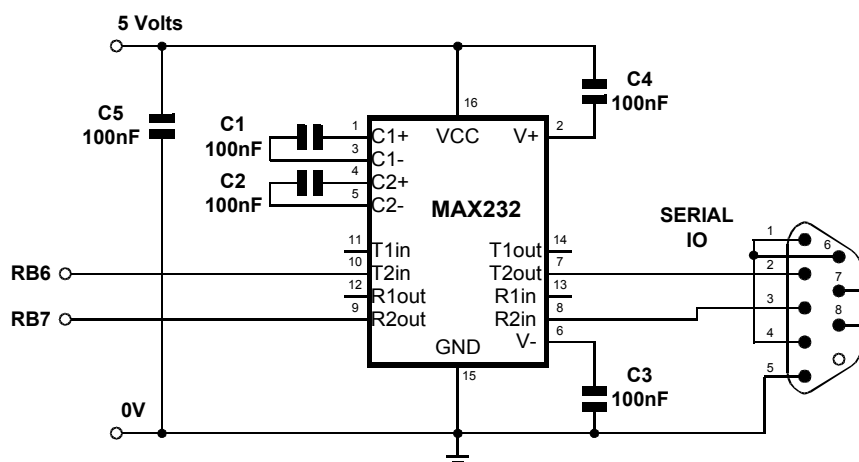 5 Volts
C5
100nF
C1
100nF
C2
100nF
C4
100nF
16
1
3
4
5
C1+
C1-
C2+
C2-
VCC
V+
2
MAX232
11
10
12
9
T1in
T2in
R1out
R2out
T1out
T2out
R1in
R2in
V-
14
7
13
8
6
GND
15
RB6
RB7
C3
100nF
0V
SERIAL
IO
1
2
3
4
5
6
7
8